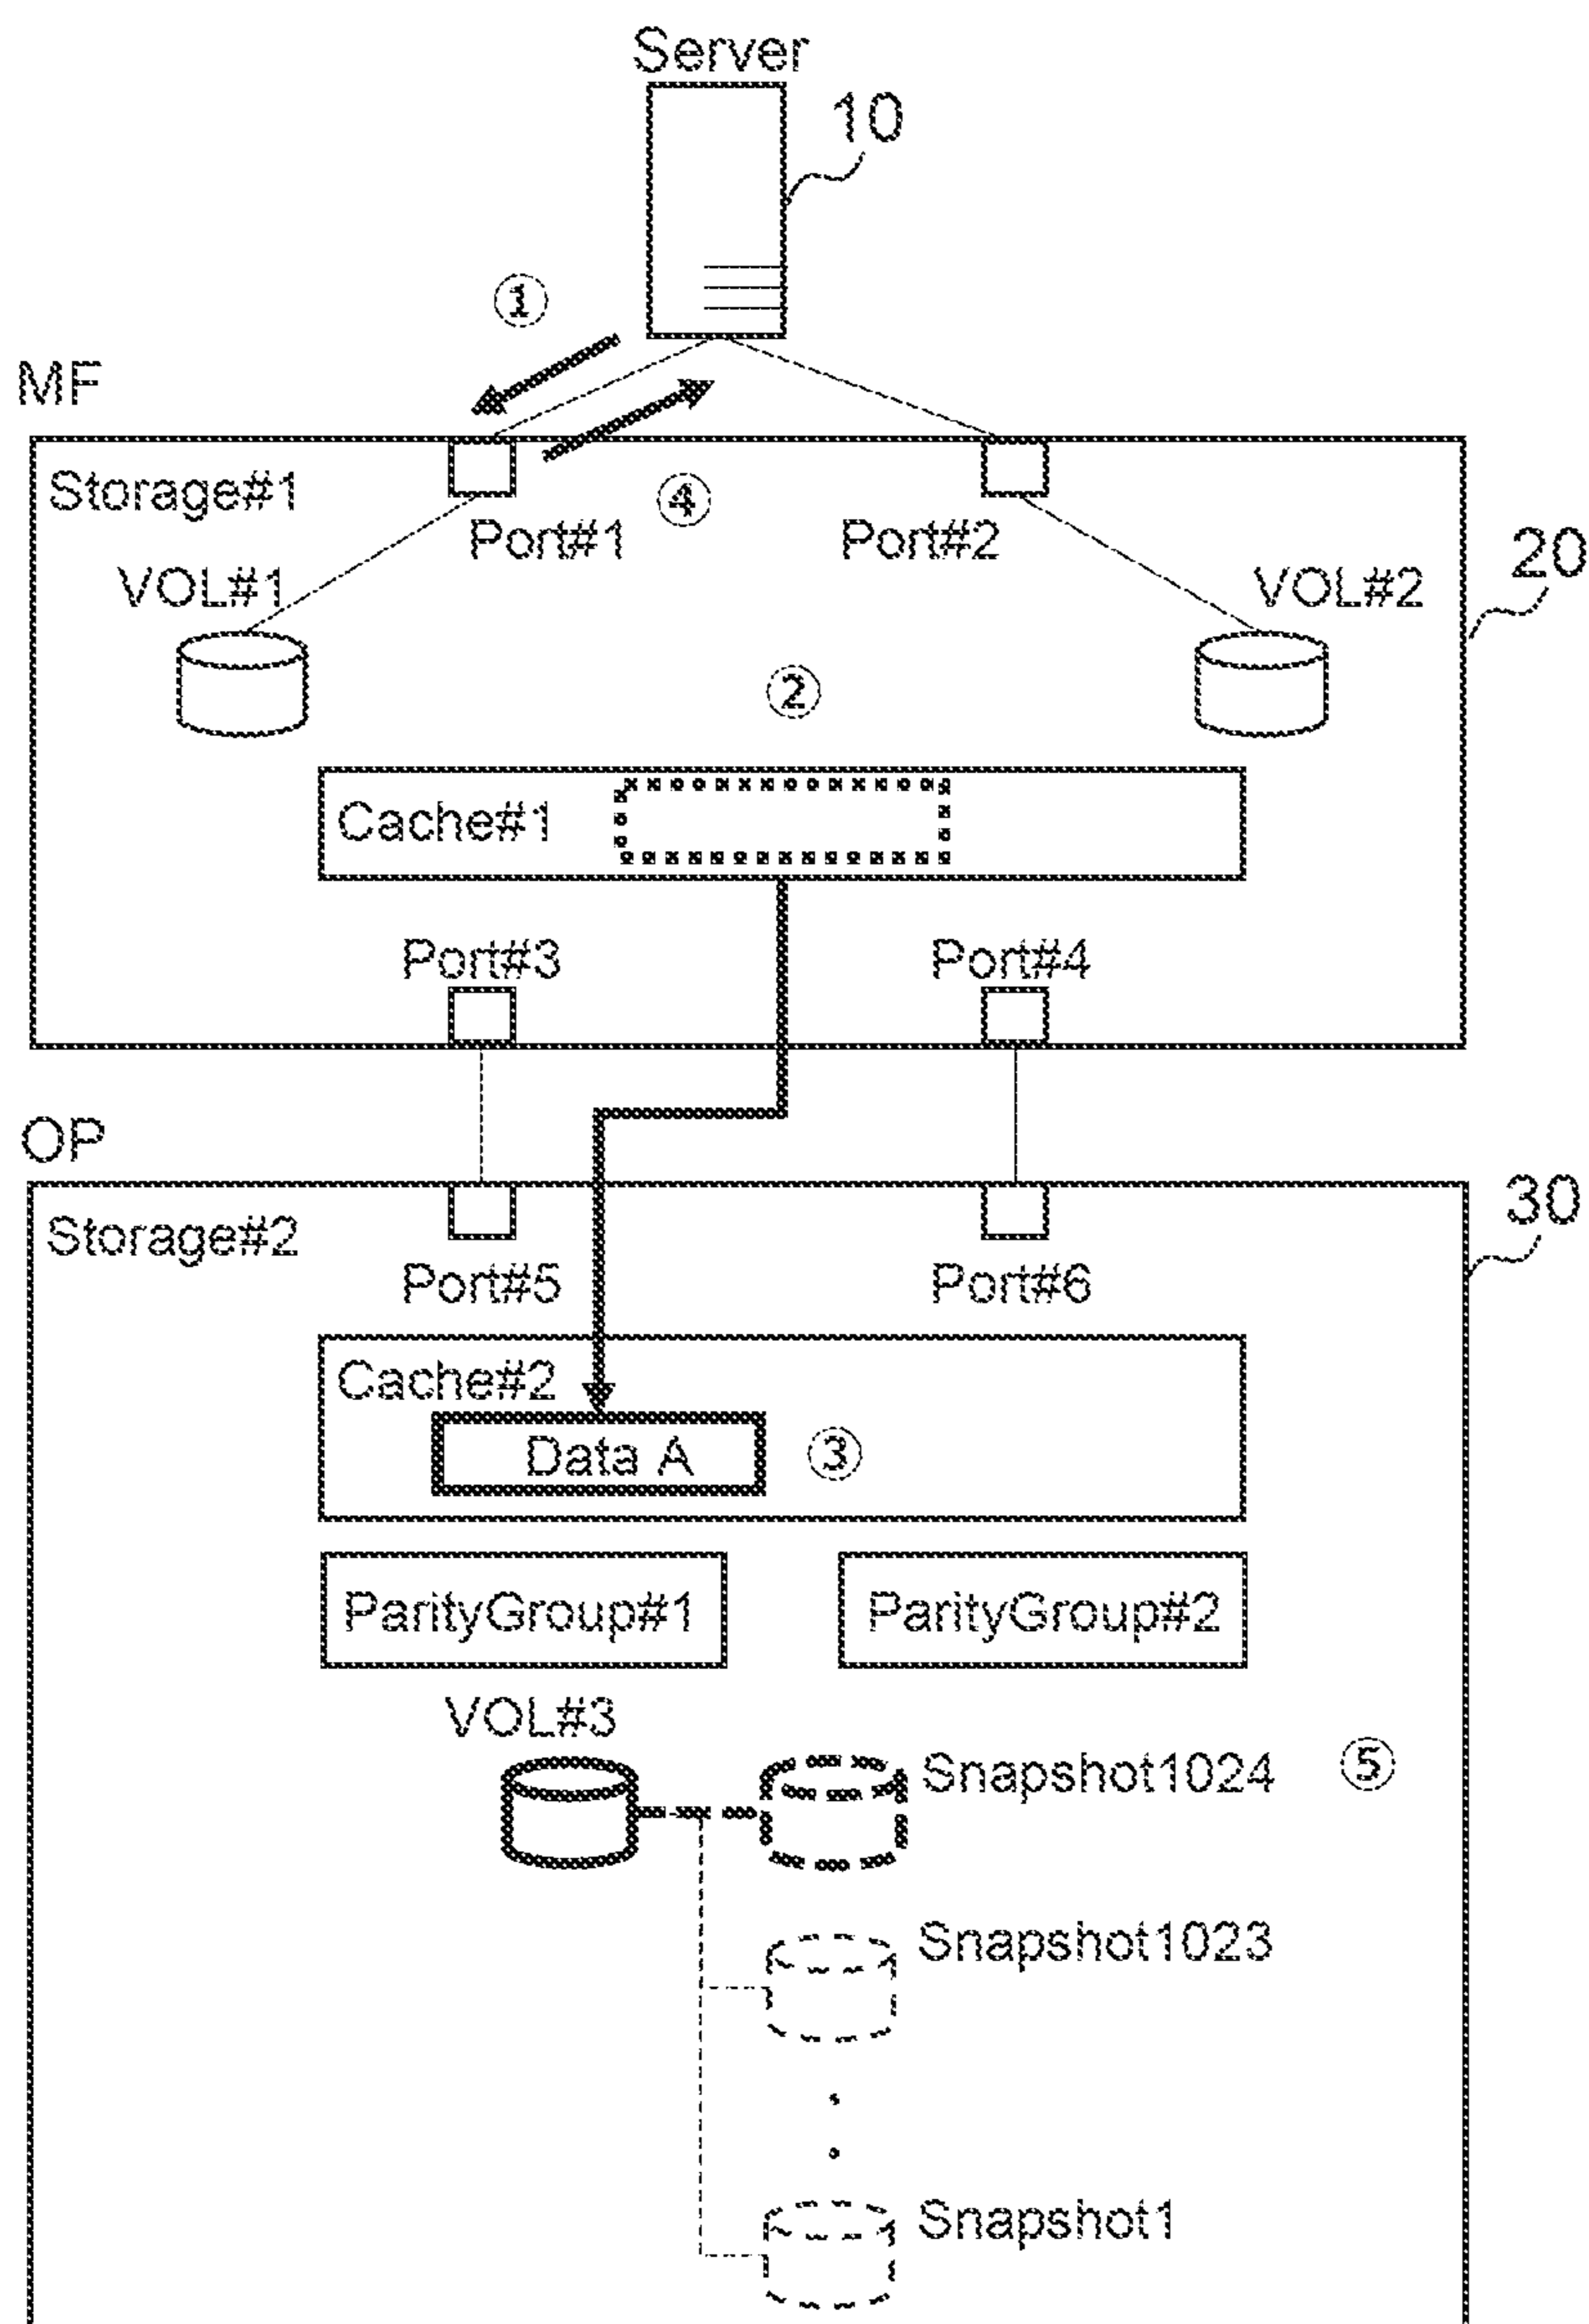 Server
10
①
MF
Storage#1
④
Port#1
Port#2
20
VOL#1
VOL#2
②
Cache#1
Port#3
Port#4
OP
30
Storage#2
Port#5
Port#6
Cache#2
Data A
③
ParityGroup#1
ParityGroup#2
VOL#3
Snapshot1024
⑤
Snapshot1023
Snapshot1